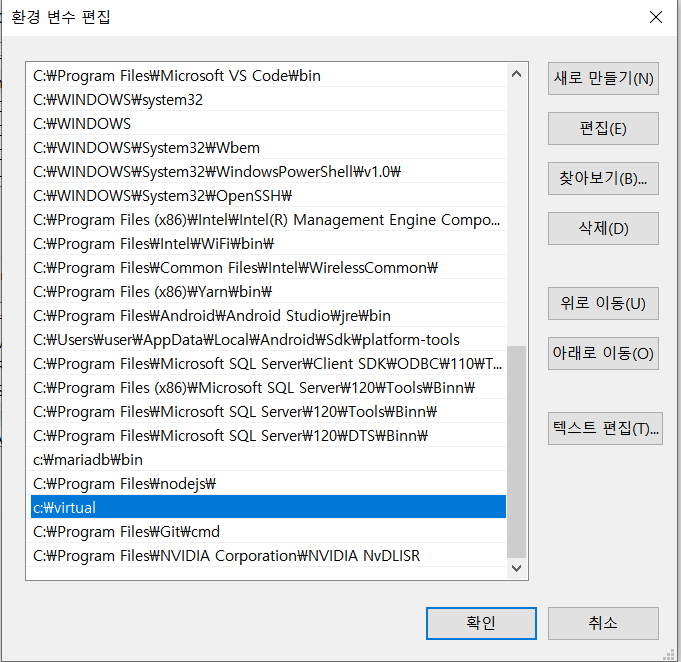 환경 변수 편집
C:₩Program Files₩Microsoft VS Code₩bin
C:₩WINDOWS₩system32
C:₩WINDOWS
C:₩WINDOWS₩System32₩Wbem
C:₩WINDOWS₩System32₩WindowsPowerShell₩v1.0₩
C:₩WINDOWS₩System32₩OpenSSH₩
C:₩Program Files (x86)₩Intel₩Intel(R) Management Engine Compo...
C:₩Program Files₩Intel₩WiFi₩bin₩
C:₩Program Files₩Common Files₩Intel₩WirelessCommon₩
C:₩Program Files (x86)₩Yarn₩bin₩
C:₩Program Files₩Android₩Android Studio₩jre₩bin
C:₩Users₩user₩AppData₩Local₩Android₩Sdk₩platform-tools
C:₩Program Files₩Microsoft SQL Server₩Client SDK₩ODBC₩110₩T...
C:₩Program Files (x86)₩Microsoft SQL Server₩120₩Tools₩Binn₩
C:₩Program Files₩Microsoft SQL Server₩120₩Tools₩Binn₩
C:₩Program Files₩Microsoft SQL Server₩120₩DTS₩Binn₩
c:₩mariadb₩bin
C:₩Program Files₩nodejs₩
c:₩virtual
C:₩Program Files₩Git₩cmd
C:₩Program Files₩NVIDIA Corporation₩NVIDIA NvDLISR
새로 만들기(N)
편집(E)
찾아보기(B)...
삭제(D)
위로 이동(U)
아래로 이동(O)
텍스트 편집(T)...
확인
취소